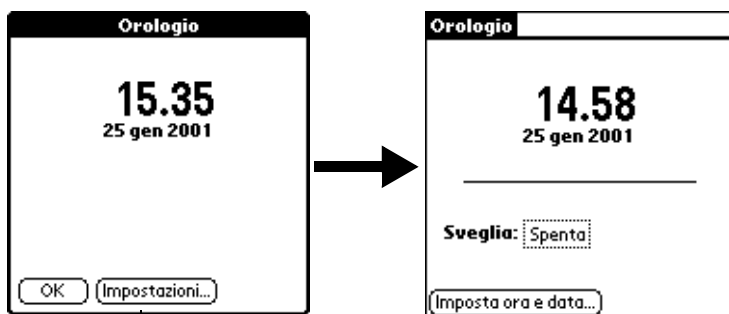 Orologio
15.35
25 gen 2001
OK
Impostazioni...
Orologio
14.58
25 gen 2001
Sveglia: Spenta
Imposta ora e data...